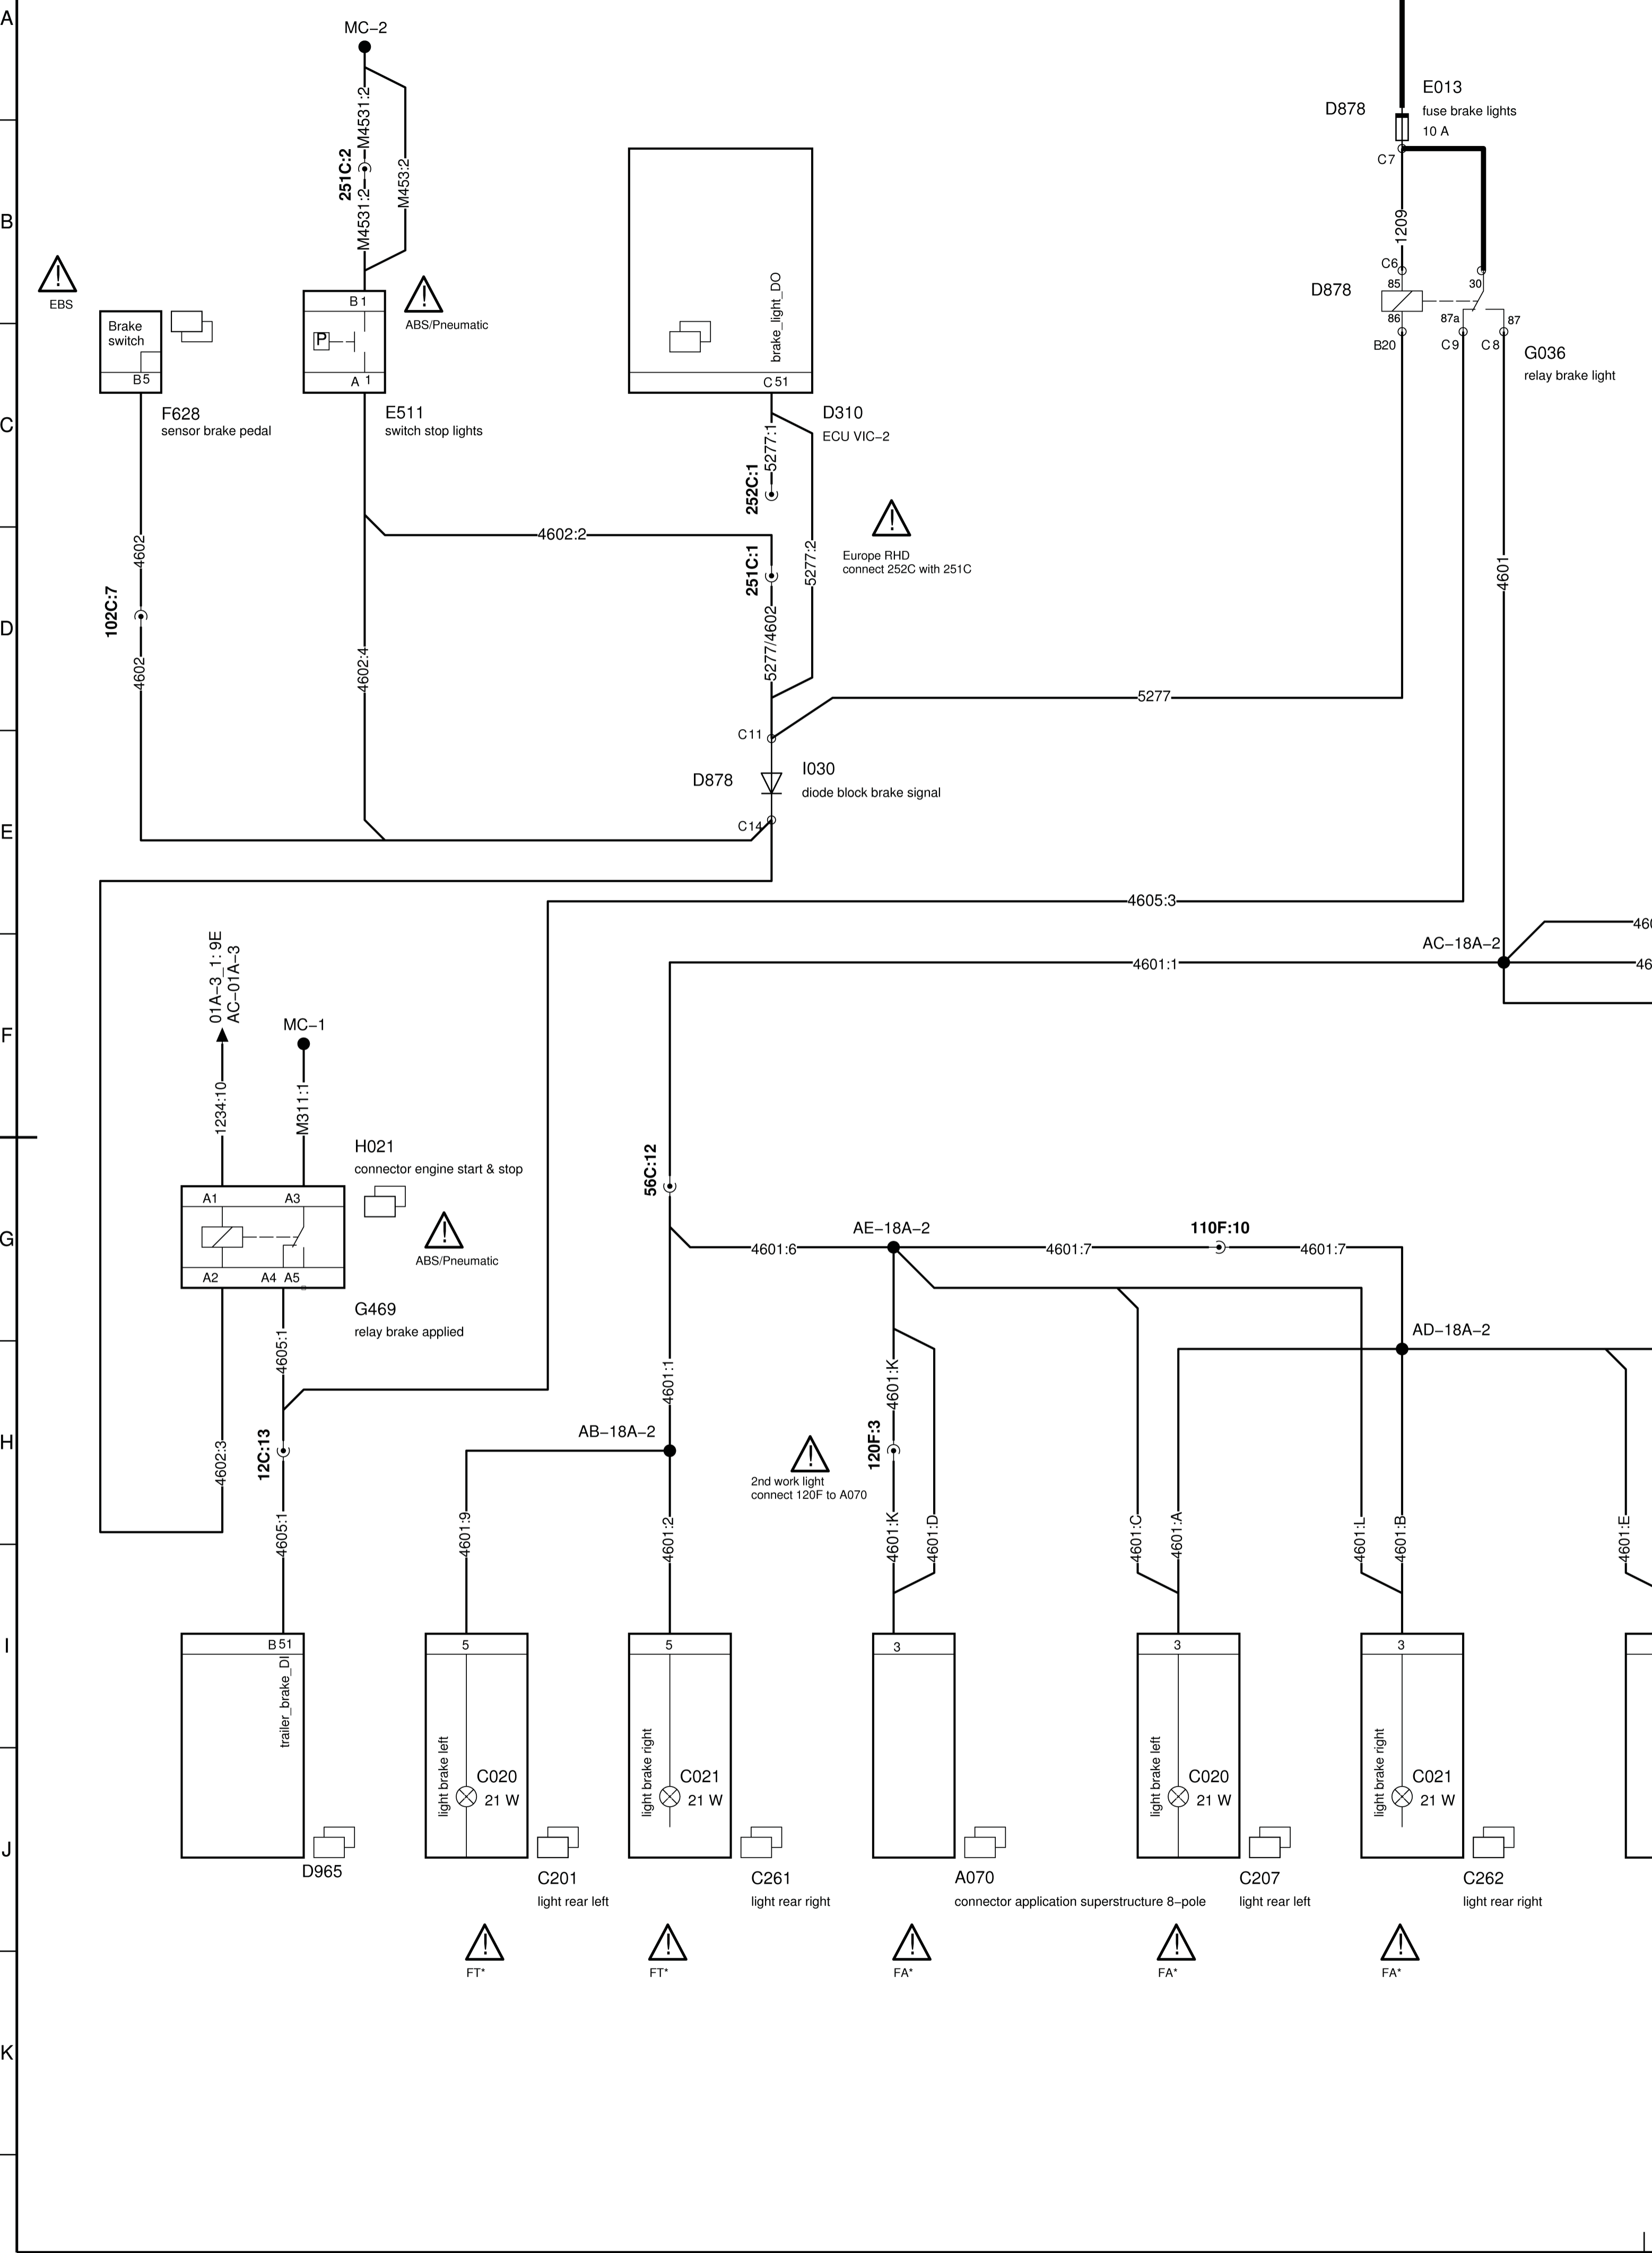 A
B
C
D
E
F
G
H
I
J
K
MC−2
M4531:2
251C:2
M4531:2
M453:2
EBS
Brake
switch
B5
F628
sensor brake pedal
B 1
P
A 1
ABS/Pneumatic
E511
switch stop lights
brake_light_DO
C 51
D310
ECU VIC−2
5277:1
252C:1
Europe RHD
connect 252C with 251C
D878
E013
fuse brake lights
10 A
C7
1209
C6
85
30
D878
86
87a
87
B20
C 9
C 8
G036
relay brake light
4602
102C:7
4602
4602:4
4602:2
251C:1
5277/4602
5277:2
5277
4601
C 11
D878
I030
diode block brake signal
C14
4605:3
AC−18A−2
4601:1
01A−3_1: 9E
AC−01A−3
MC−1
1234:10
M311:1
H021
connector engine start & stop
A1
A3
A2
A4
A5
ABS/Pneumatic
G469
relay brake applied
56C:12
4601:6
AE−18A−2
4601:7
110F:10
4601:7
AD−18A−2
4605:1
12C:13
4602:3
4605:1
4601:1
AB−18A−2
2nd work light
connect 120F to A070
4601:K
120F:3
4601:9
4601:2
4601:K
4601:D
4601:C
4601:A
4601:L
4601:B
4601:E
B 51
trailer_brake_DI
D965
5
light brake left
C020
21 W
C201
light rear left
FT*
5
light brake right
C021
21 W
C261
light rear right
FT*
3
A070
connector application superstructure 8−pole
FA*
3
light brake left
C020
21 W
C207
light rear left
FA*
3
light brake right
C021
21 W
C262
light rear right
FA*